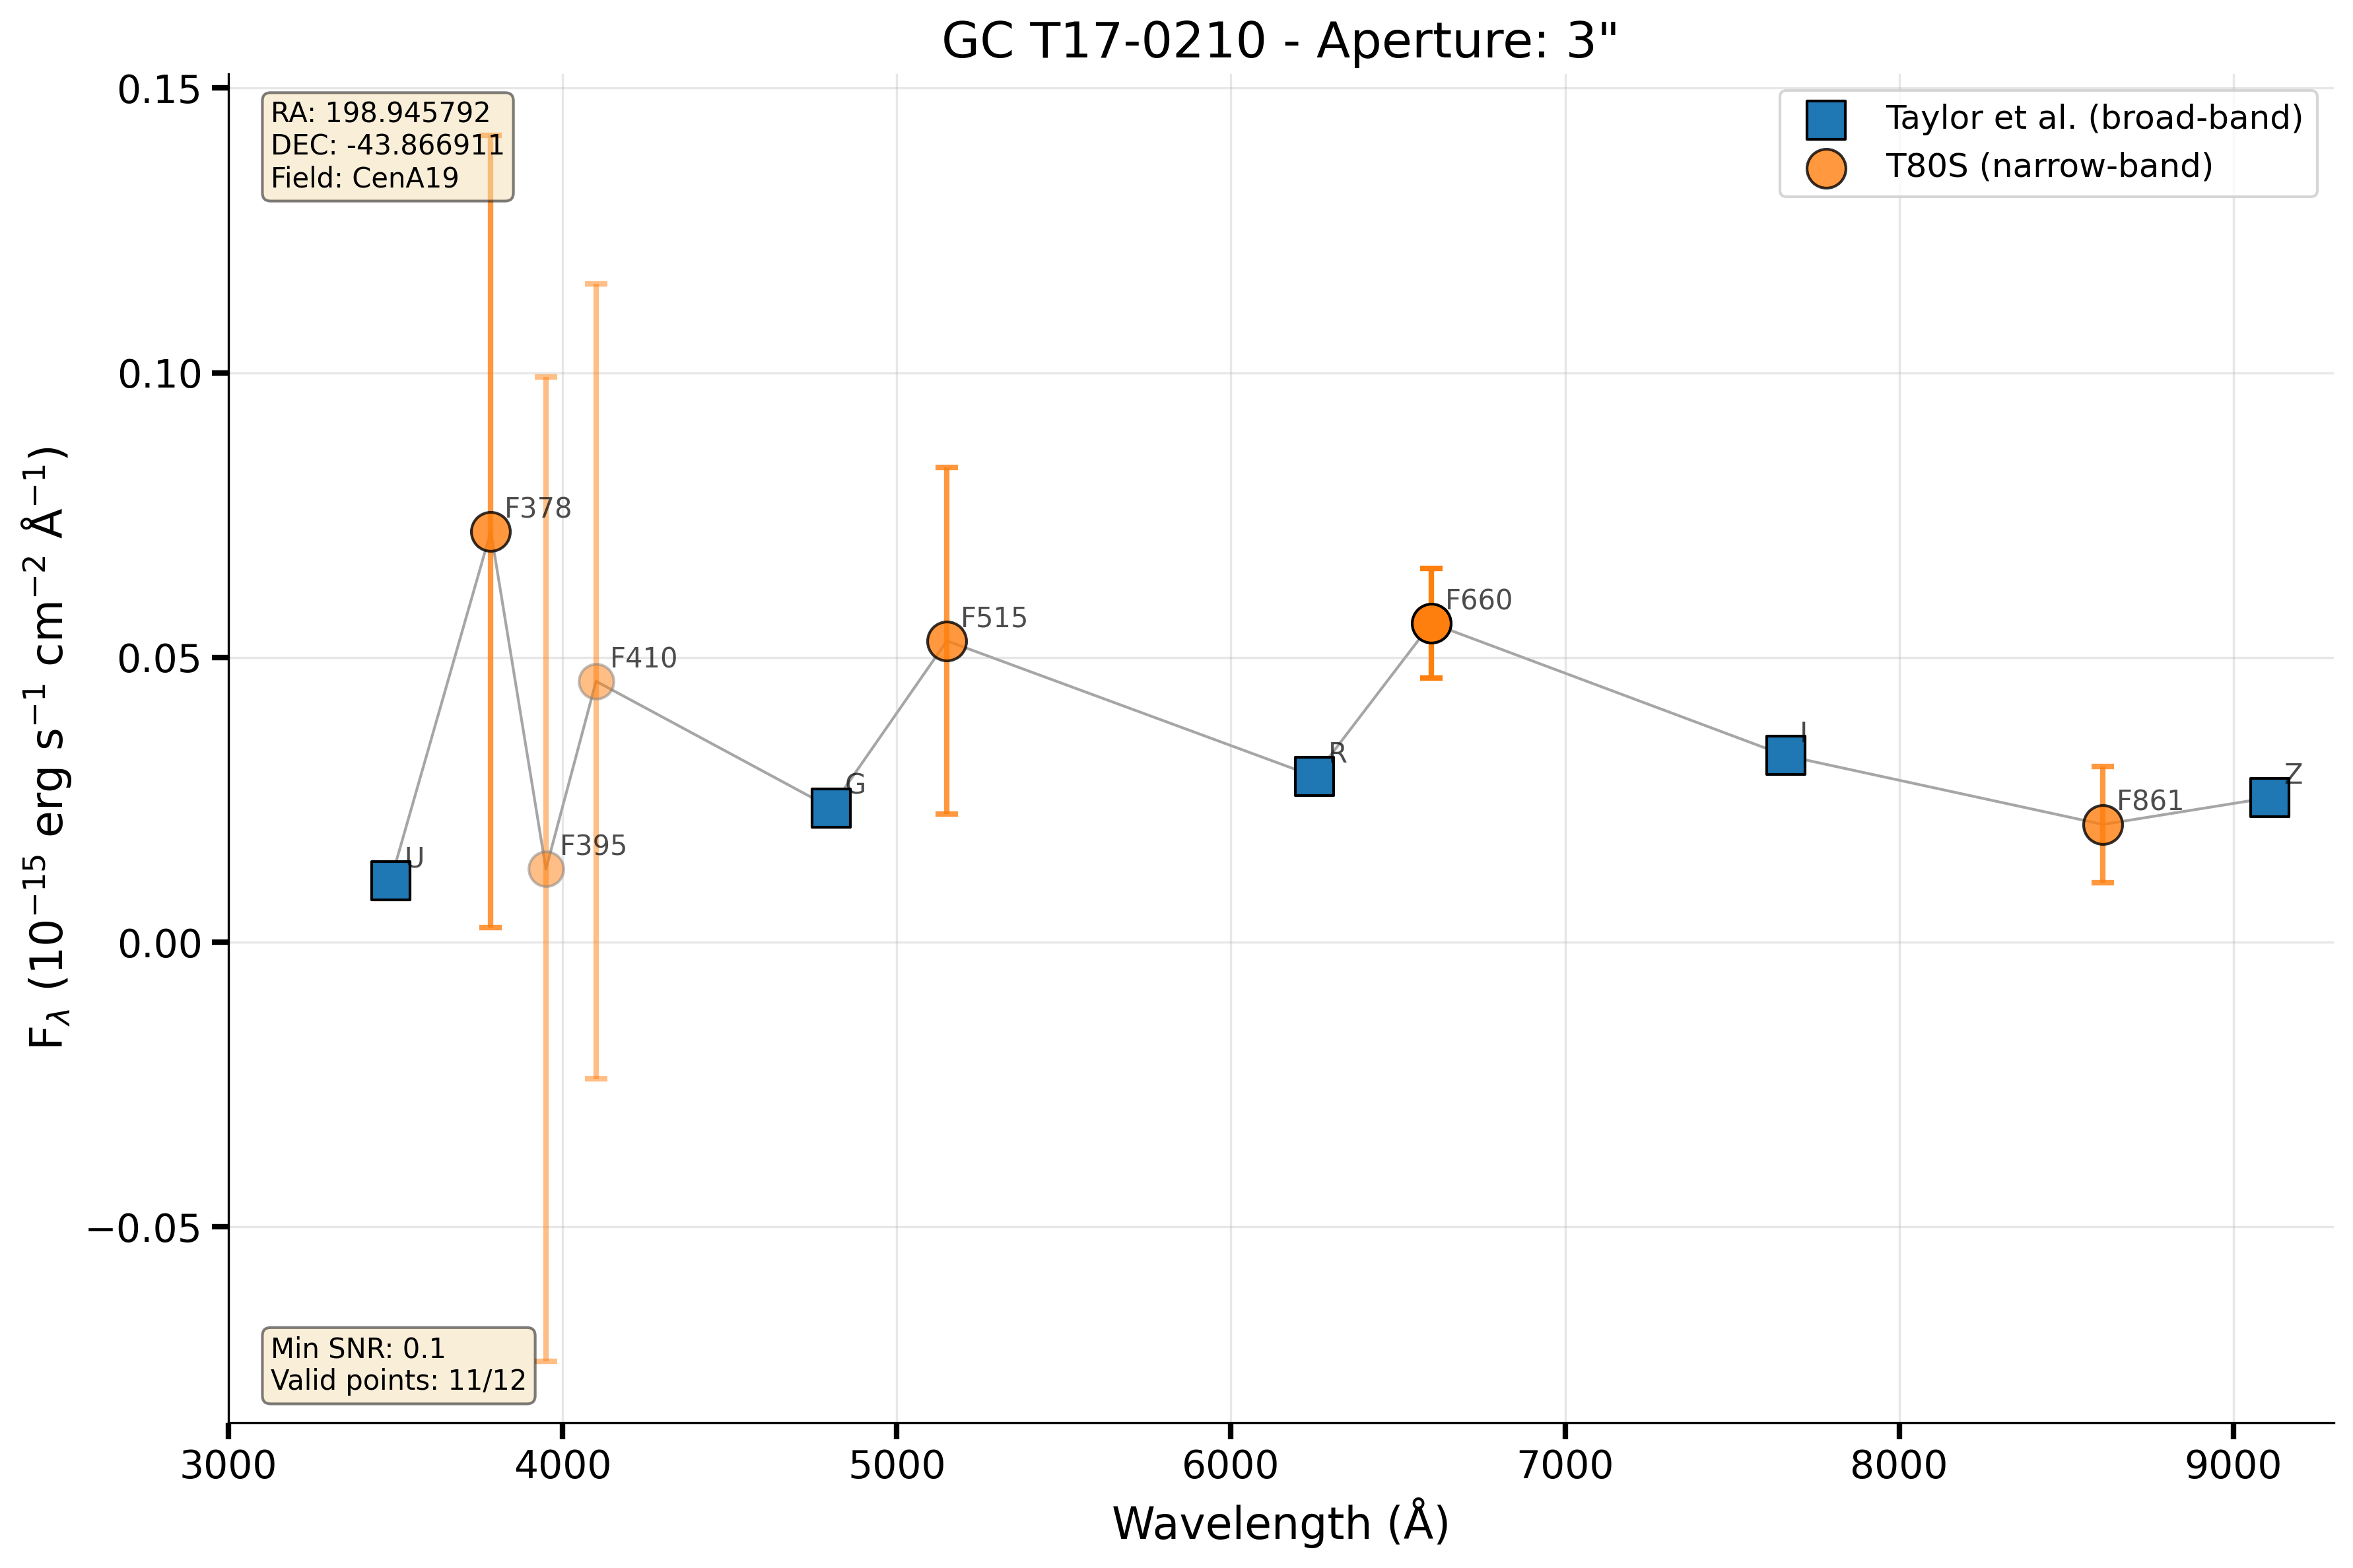 GC T17-0210 - Aperture: 3"
RA: 198.945792
DEC: -43.866911
Field: CenA19
Taylor et al. (broad-band)
T80S (narrow-band)
0.15
0.10
0.05
0.00
−0.05
F_λ (10⁻¹⁵ erg s⁻¹ cm⁻² Å⁻¹)
U
F378
F395
F410
G
F515
R
F660
I
F861
Z
Min SNR: 0.1
Valid points: 11/12
3000 4000 5000 6000 7000 8000 9000
Wavelength (Å)